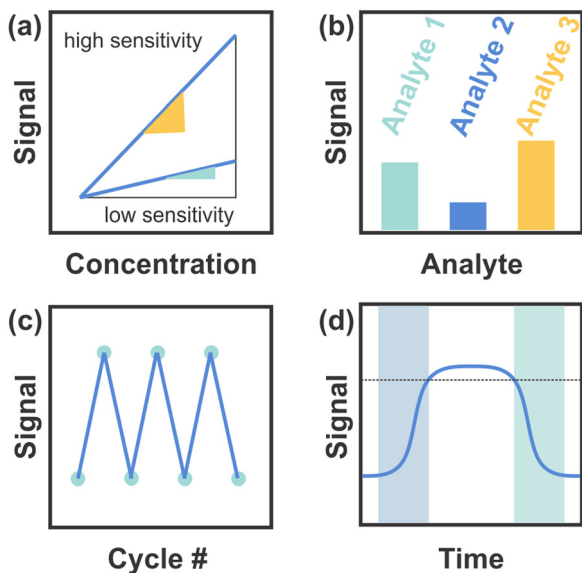 (a)
high sensitivity
low sensitivity
Signal
Concentration
(b)
Analyte 1
Analyte 2
Analyte 3
Signal
Analyte
(c)
Signal
Cycle #
(d)
Signal
Time